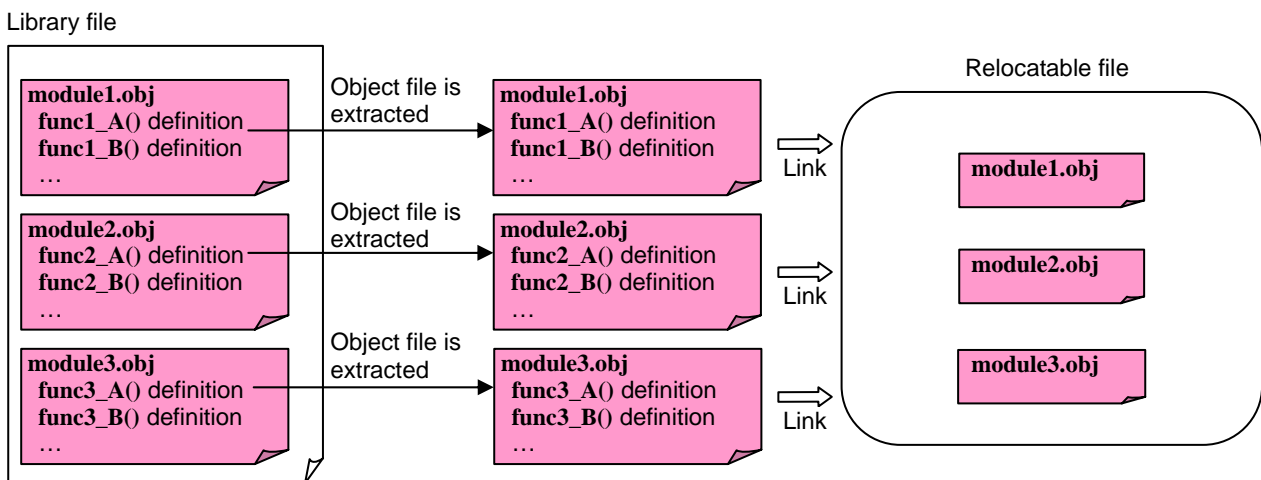 Library file
module1.obj
func1_A() definition
func1_B() definition
…
Object file is
extracted
module1.obj
func1_A() definition
func1_B() definition
…
Link
module2.obj
func2_A() definition
func2_B() definition
…
Object file is
extracted
module2.obj
func2_A() definition
func2_B() definition
…
Link
module3.obj
func3_A() definition
func3_B() definition
…
Object file is
extracted
module3.obj
func3_A() definition
func3_B() definition
…
Link
Relocatable file
module1.obj
module2.obj
module3.obj